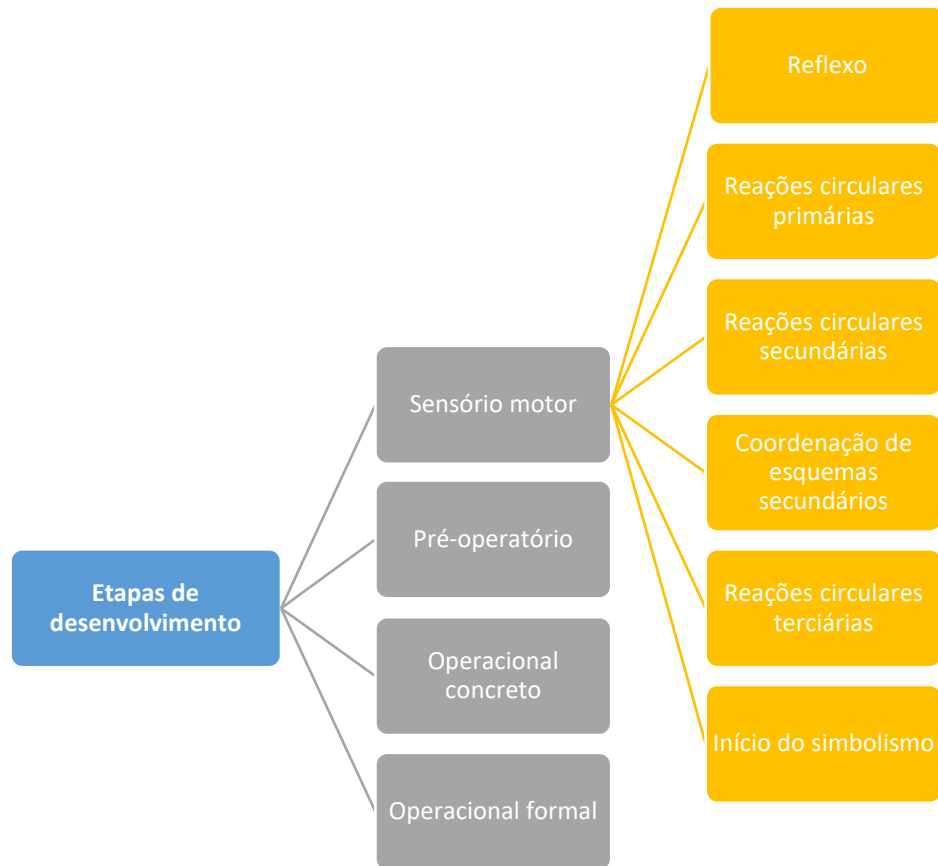 Etapas de
desenvolvimento
Sensório motor
Pré-operatório
Operacional
concreto
Operacional formal
Reflexo
Reações circulares
primárias
Reações circulares
secundárias
Coordenação de
esquemas
secundários
Reações circulares
terciárias
Início do simbolismo